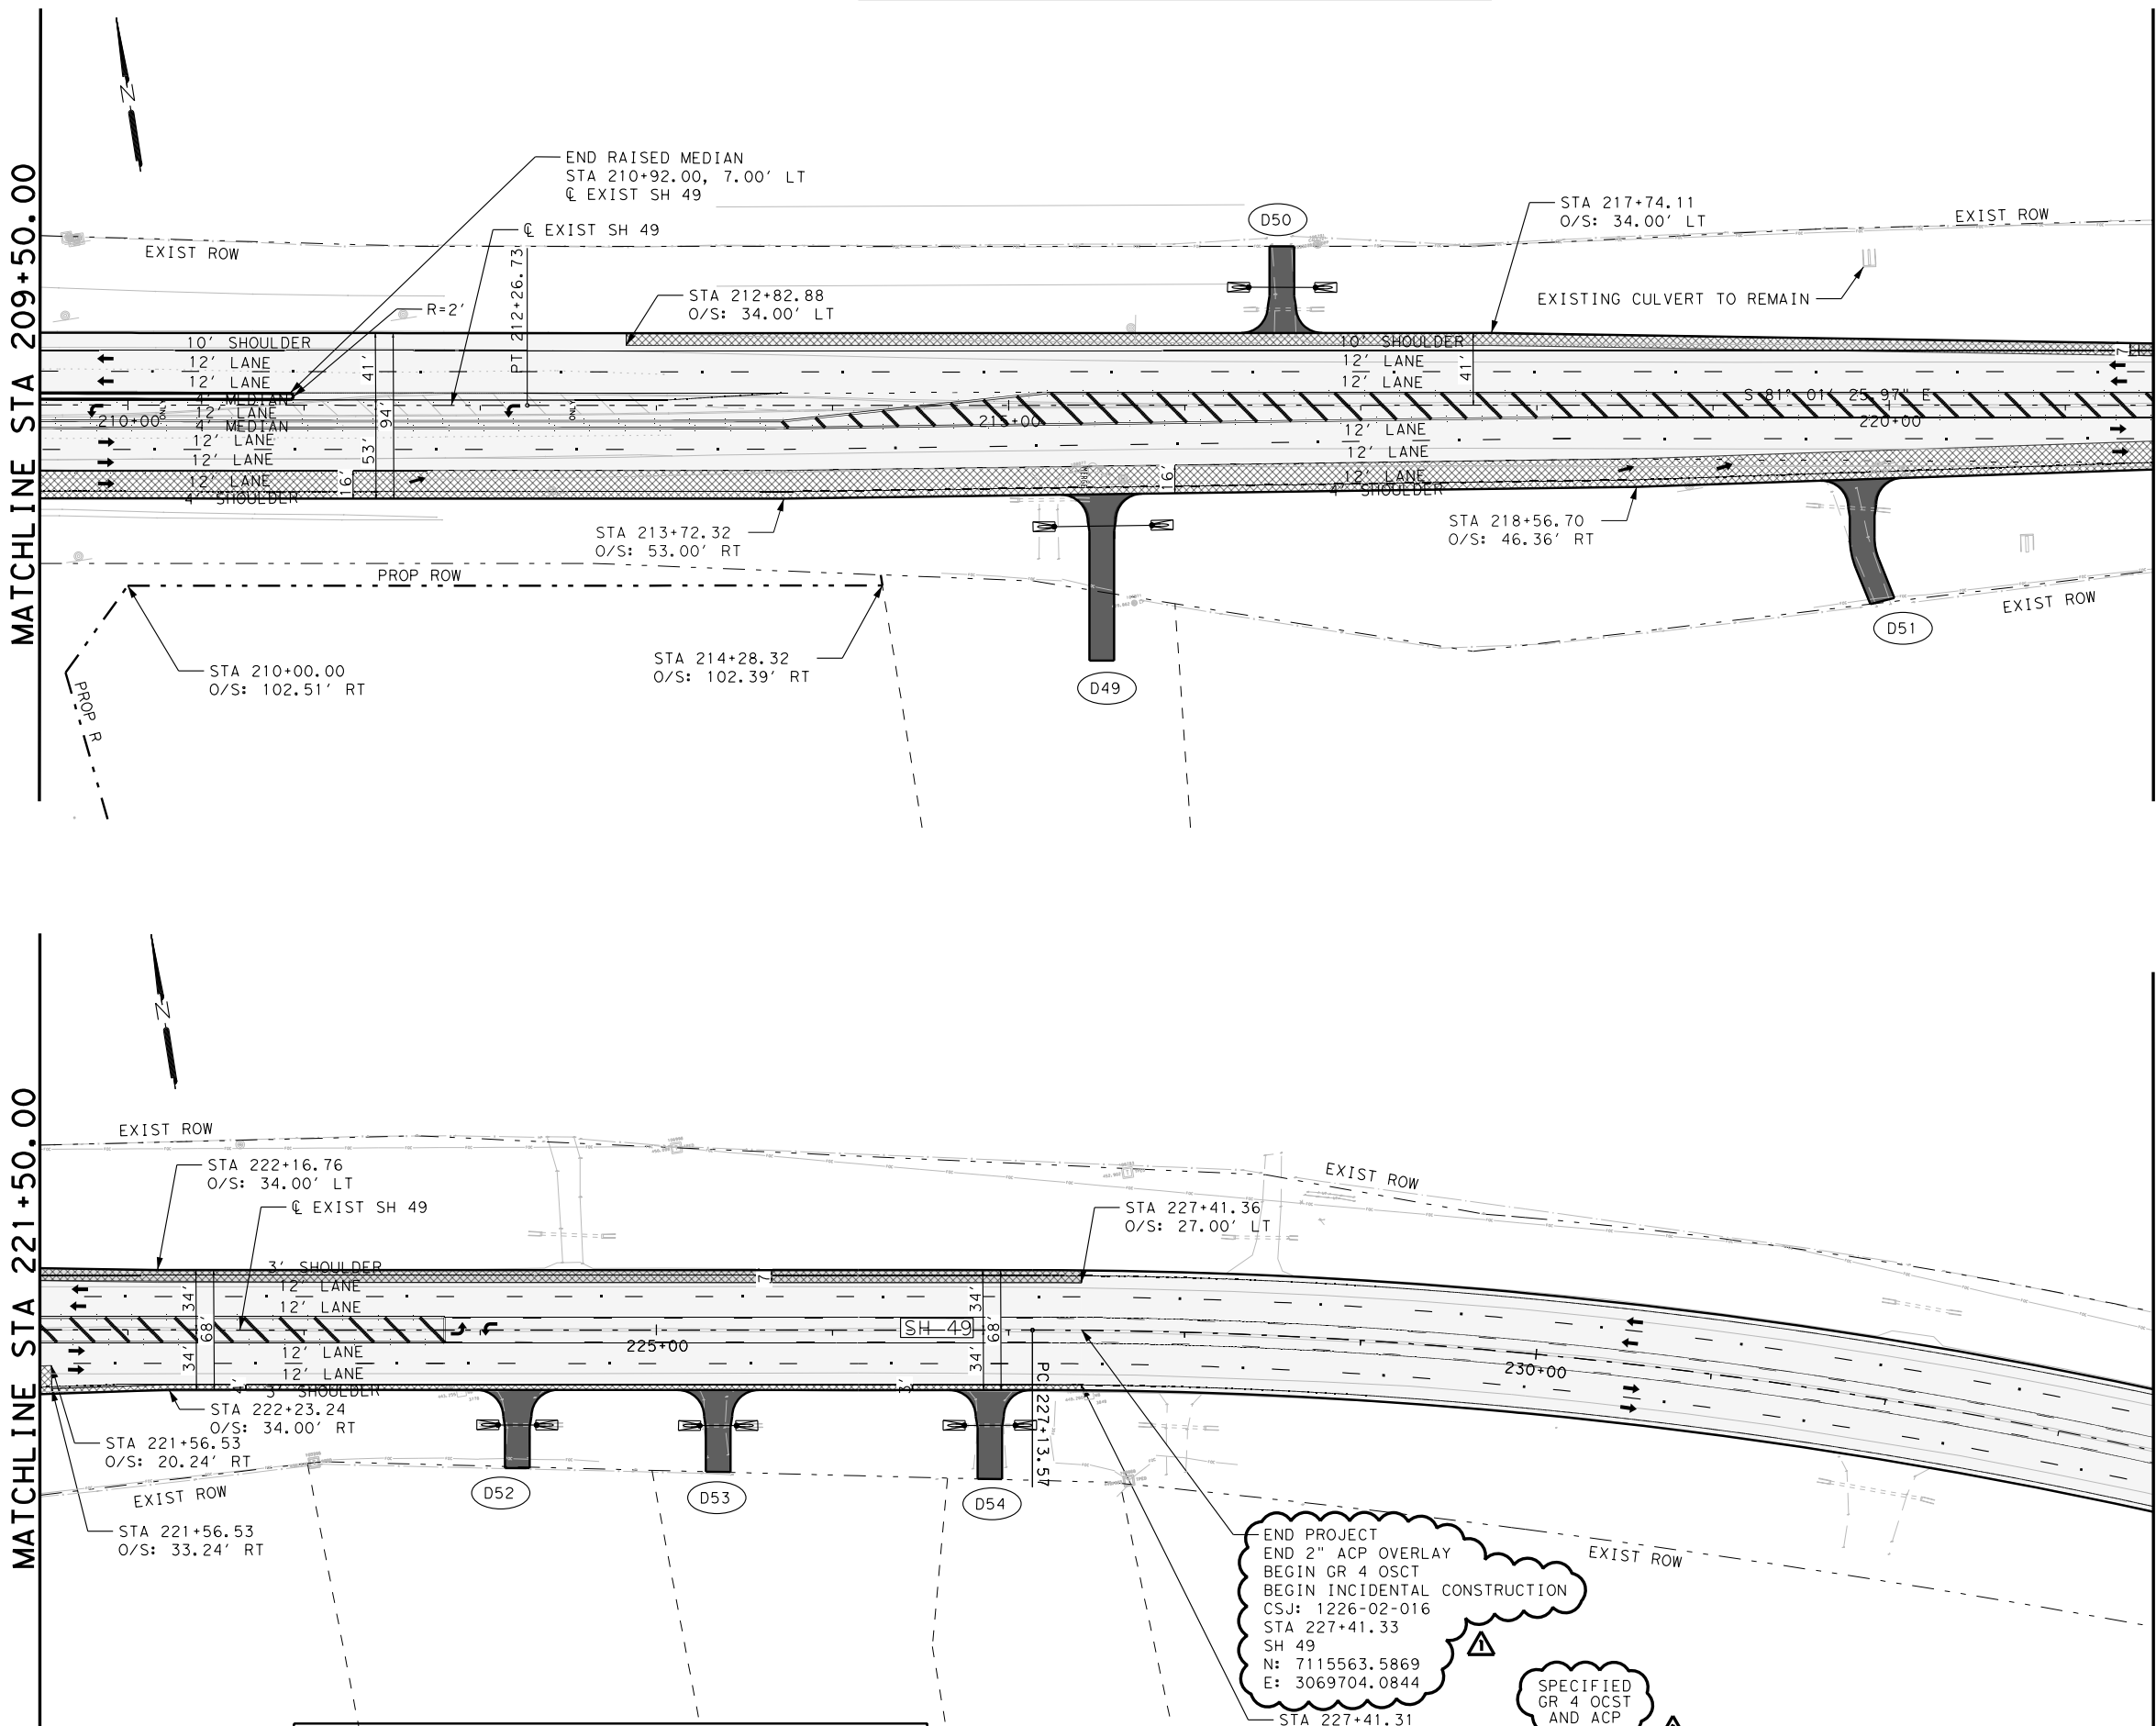 MATCHLINE STA 209+50.00
N
END RAISED MEDIAN
STA 210+92.00, 7.00' LT
℄ EXIST SH 49
℄ EXIST SH 49
EXIST ROW
R=2'
PT 212+26.73
STA 212+82.88
O/S: 34.00' LT
D50
STA 217+74.11
O/S: 34.00' LT
EXIST ROW
EXISTING CULVERT TO REMAIN
10' SHOULDER
12' LANE
12' LANE
4' MEDIAN
12' LANE
4' MEDIAN
12' LANE
12' LANE
12' LANE
4' SHOULDER
210+00
ONLY
41'
94'
53'
16'
ONLY
215+00
16'
10' SHOULDER
12' LANE
12' LANE
41'
12' LANE
12' LANE
12' LANE
4' SHOULDER
S 81° 01' 25.97" E
220+00
7'
STA 213+72.32
O/S: 53.00' RT
STA 218+56.70
O/S: 46.36' RT
PROP ROW
EXIST ROW
D51
STA 210+00.00
O/S: 102.51' RT
STA 214+28.32
O/S: 102.39' RT
D49
PROP R
MATCHLINE STA 221+50.00
N
EXIST ROW
STA 222+16.76
O/S: 34.00' LT
℄ EXIST SH 49
EXIST ROW
STA 227+41.36
O/S: 27.00' LT
3' SHOULDER
12' LANE
12' LANE
12' LANE
12' LANE
3' SHOULDER
34'
68'
34'
4'
7'
225+00
SH 49
34'
68'
34'
3'
PC 227+13.57
230+00
STA 222+23.24
O/S: 34.00' RT
STA 221+56.53
O/S: 20.24' RT
EXIST ROW
STA 221+56.53
O/S: 33.24' RT
D52
D53
D54
END PROJECT
END 2" ACP OVERLAY
BEGIN GR 4 OSCT
BEGIN INCIDENTAL CONSTRUCTION
CSJ: 1226-02-016
STA 227+41.33
SH 49
N: 7115563.5869
E: 3069704.0844
1
EXIST ROW
STA 227+41.31
SPECIFIED
GR 4 OCST
AND ACP